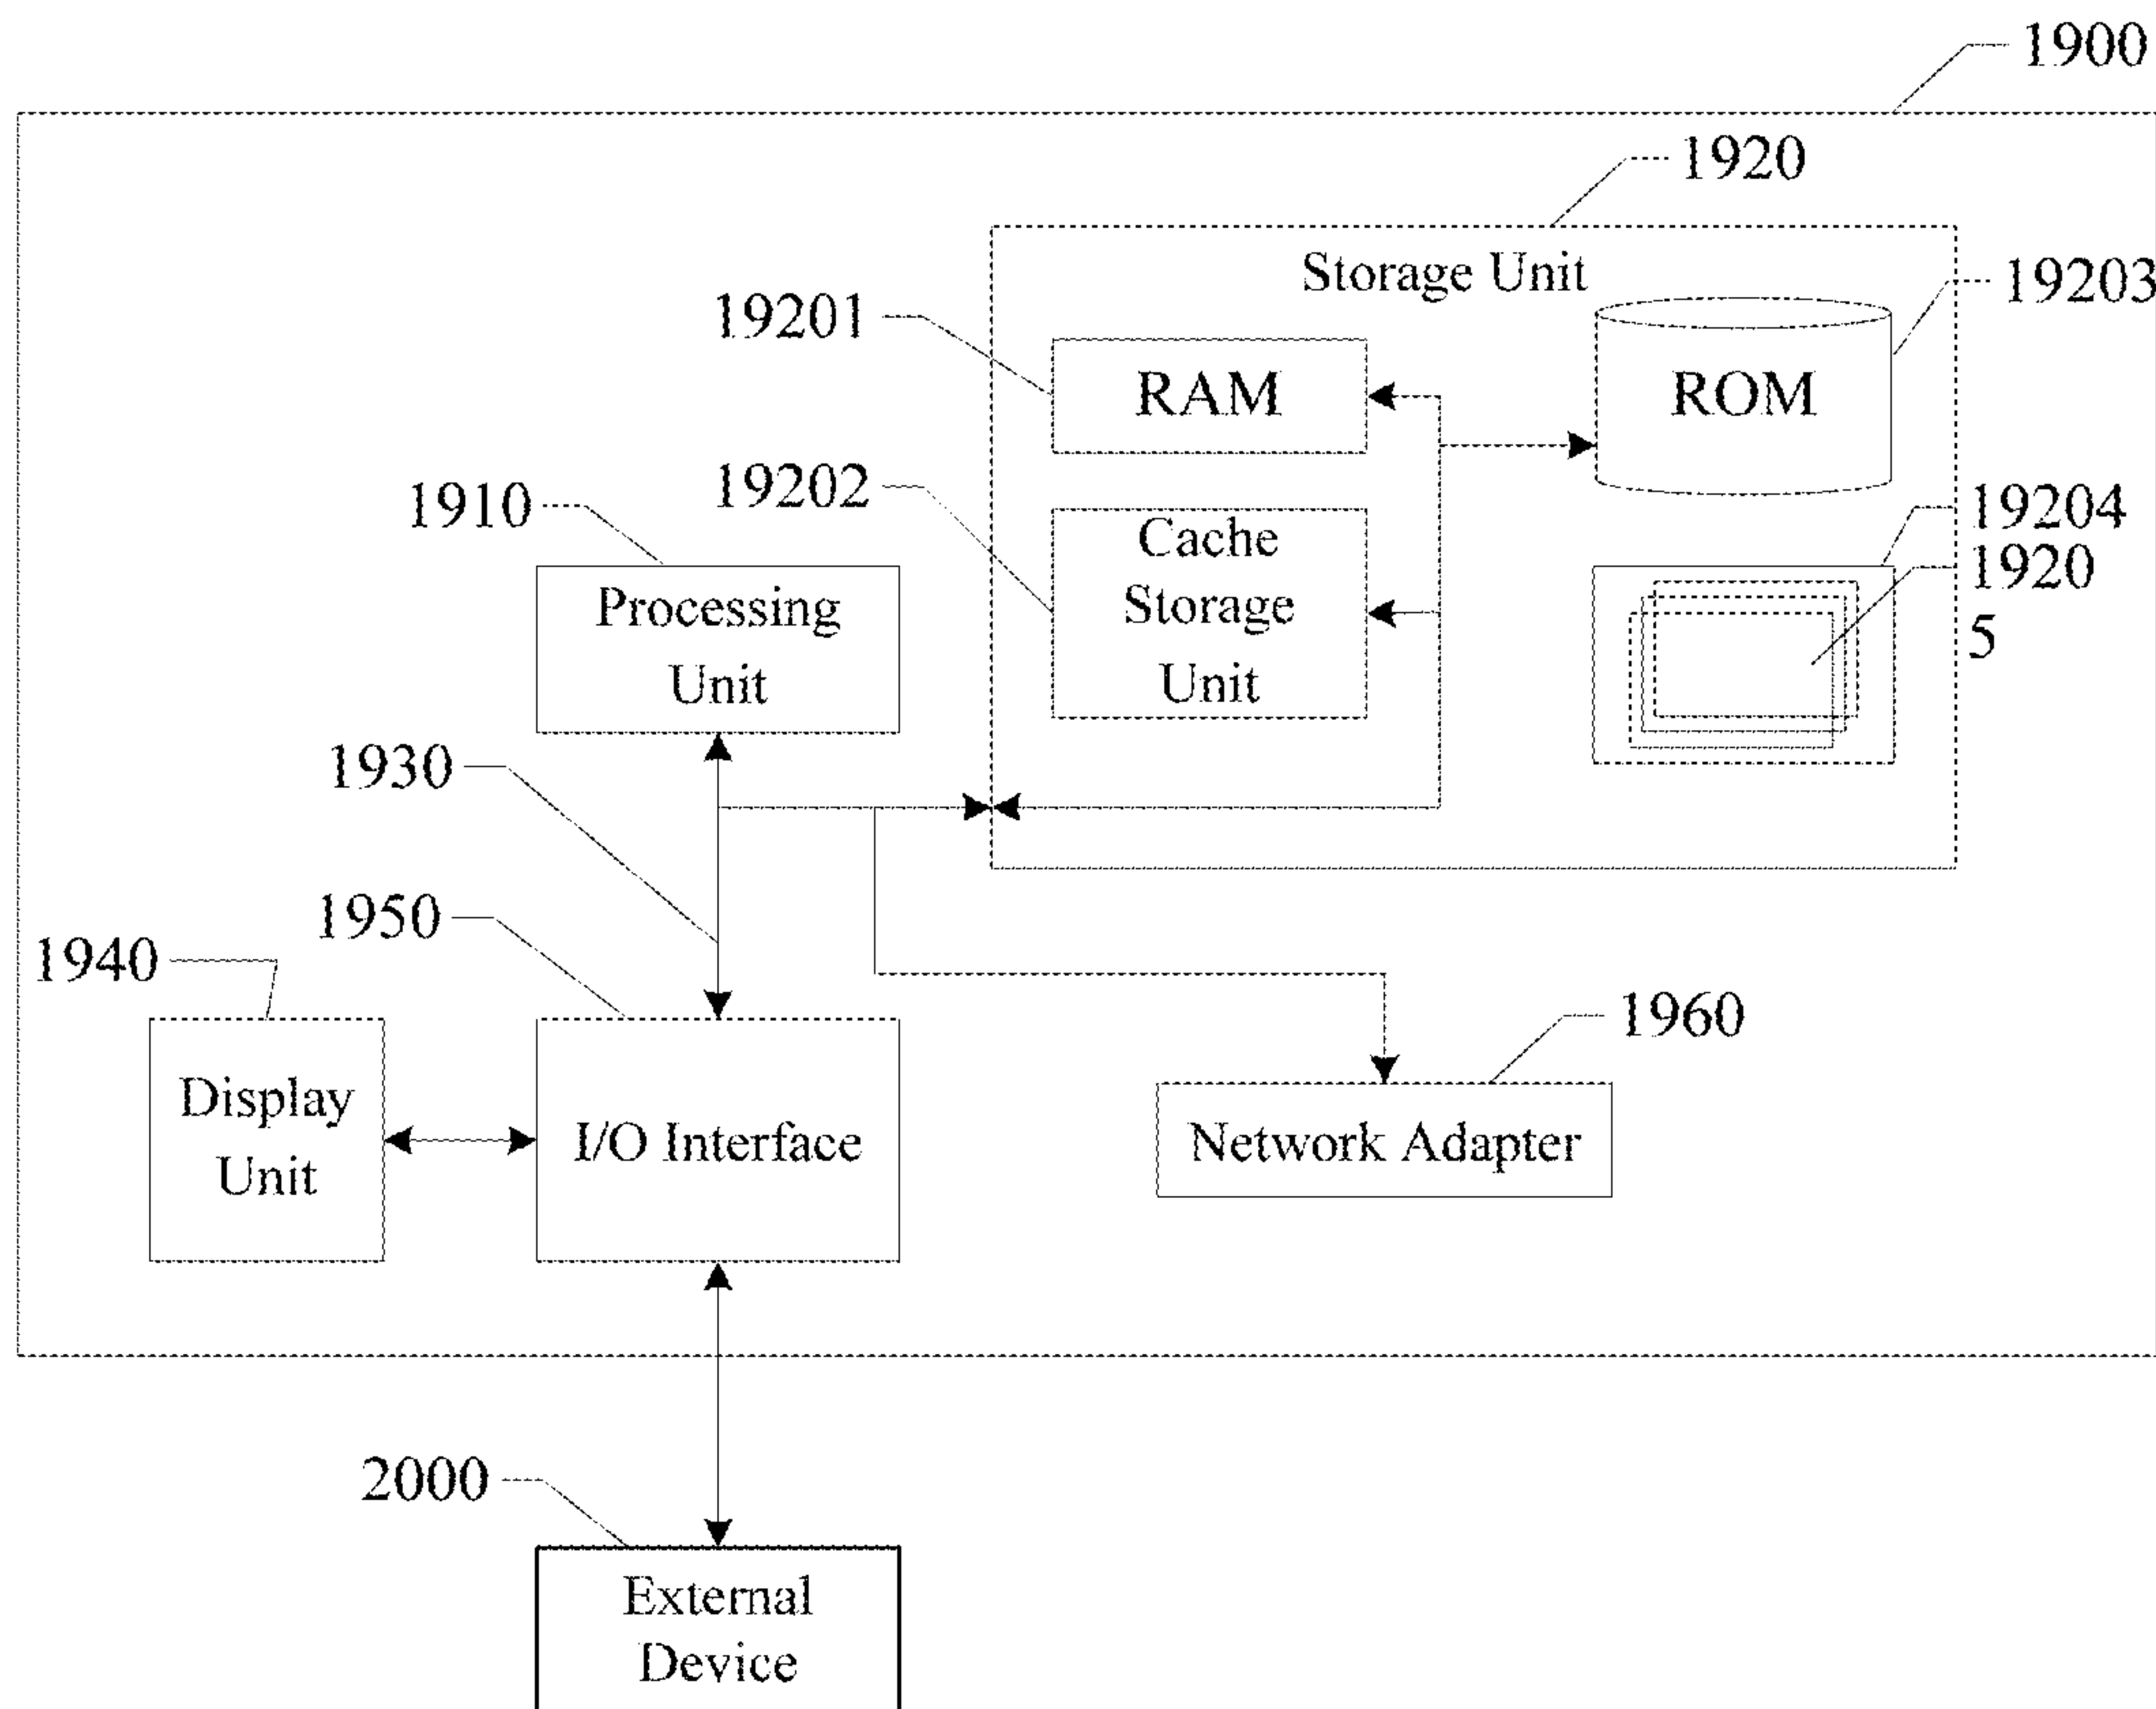 1900
1920
Storage Unit
19203
19201
RAM
ROM
19202
19204
1910
Cache
Storage
Unit
1920
5
Processing
Unit
1930
1950
1940
1960
Display
Unit
I/O Interface
Network Adapter
2000
External
Device